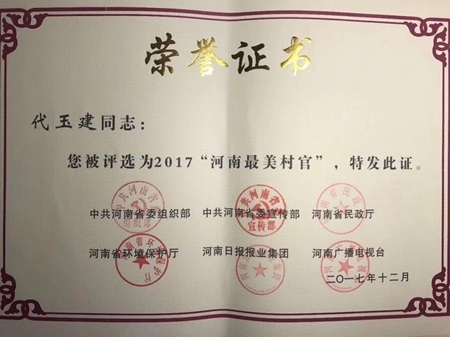 荣誉证书
代玉建同志：
您被评选为2017“河南最美村官”，特发此证。
中共河南省委组织部 中共河南省委宣传部 河南省民政厅
河南省环境保护厅 河南日报报业集团 河南广播电视台
二〇一七年十二月